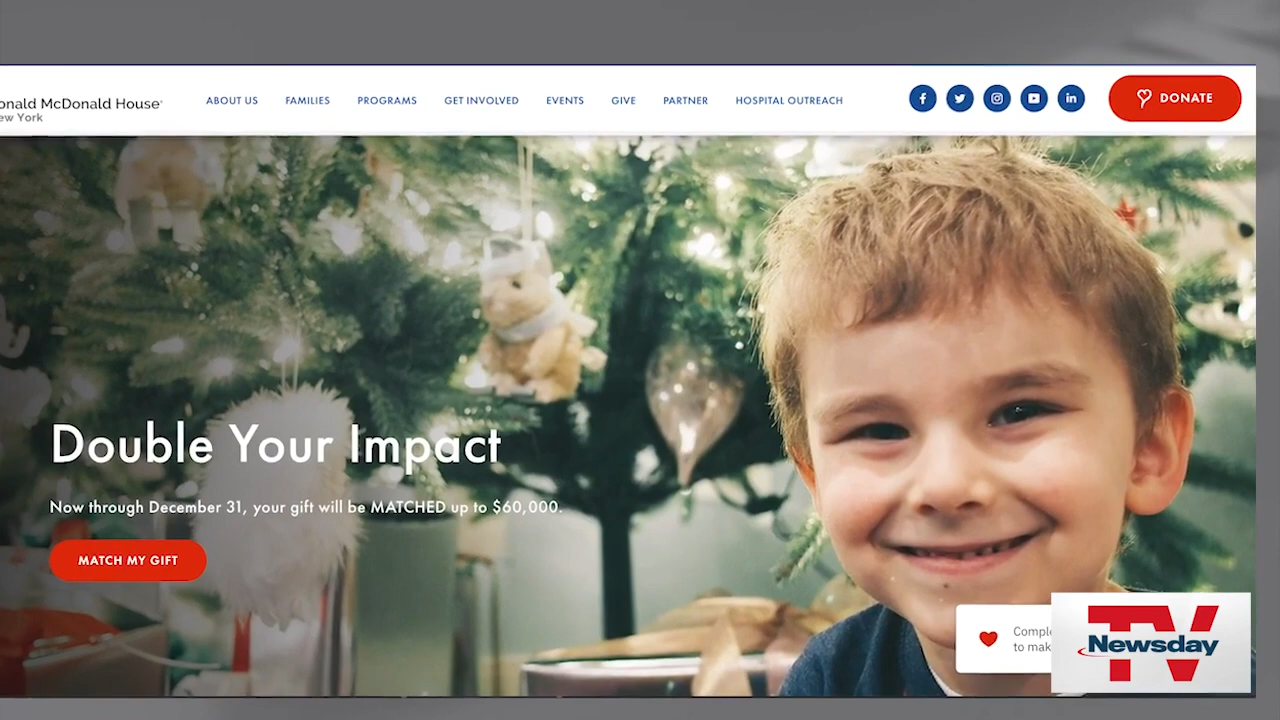 onald McDonald House
ew York
ABOUT US FAMILIES PROGRAMS GET INVOLVED EVENTS GIVE PARTNER HOSPITAL OUTREACH
DONATE
Double Your Impact
Now through December 31, your gift will be MATCHED up to $60,000.
MATCH MY GIFT
Comple
to mak
TV
Newsday